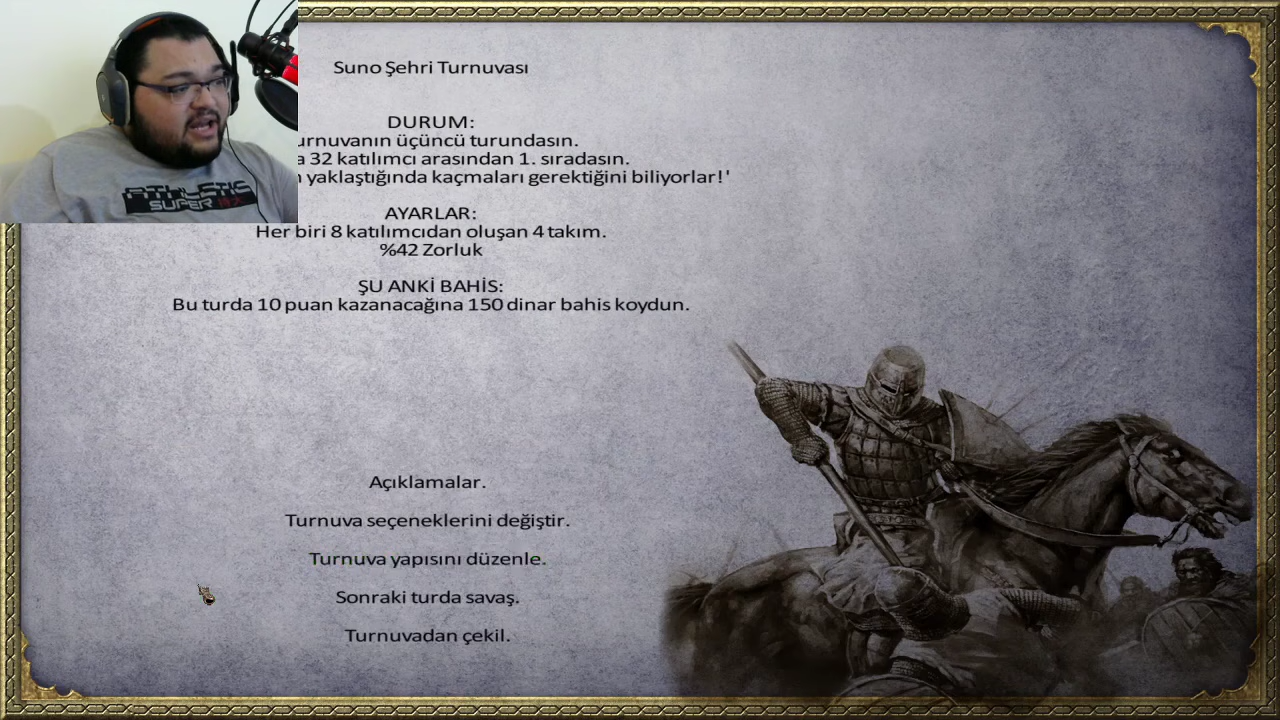 Suno Şehri Turnuvası
DURUM:
urnuvanın üçüncü turundasın.
a 32 katılımcı arasından 1. sıradasın.
yaklaştığında kaçmaları gerektiğini biliyorlar!'
AYARLAR:
Her biri 8 katılımcıdan oluşan 4 takım.
%42 Zorluk
ŞU ANKİ BAHİS:
Bu turda 10 puan kazanacağına 150 dinar bahis koydun.
Açıklamalar.
Turnuva seçeneklerini değiştir.
Turnuva yapısını düzenle.
Sonraki turda savaş.
Turnuvadan çekil.
ATHLETIC
SUPER